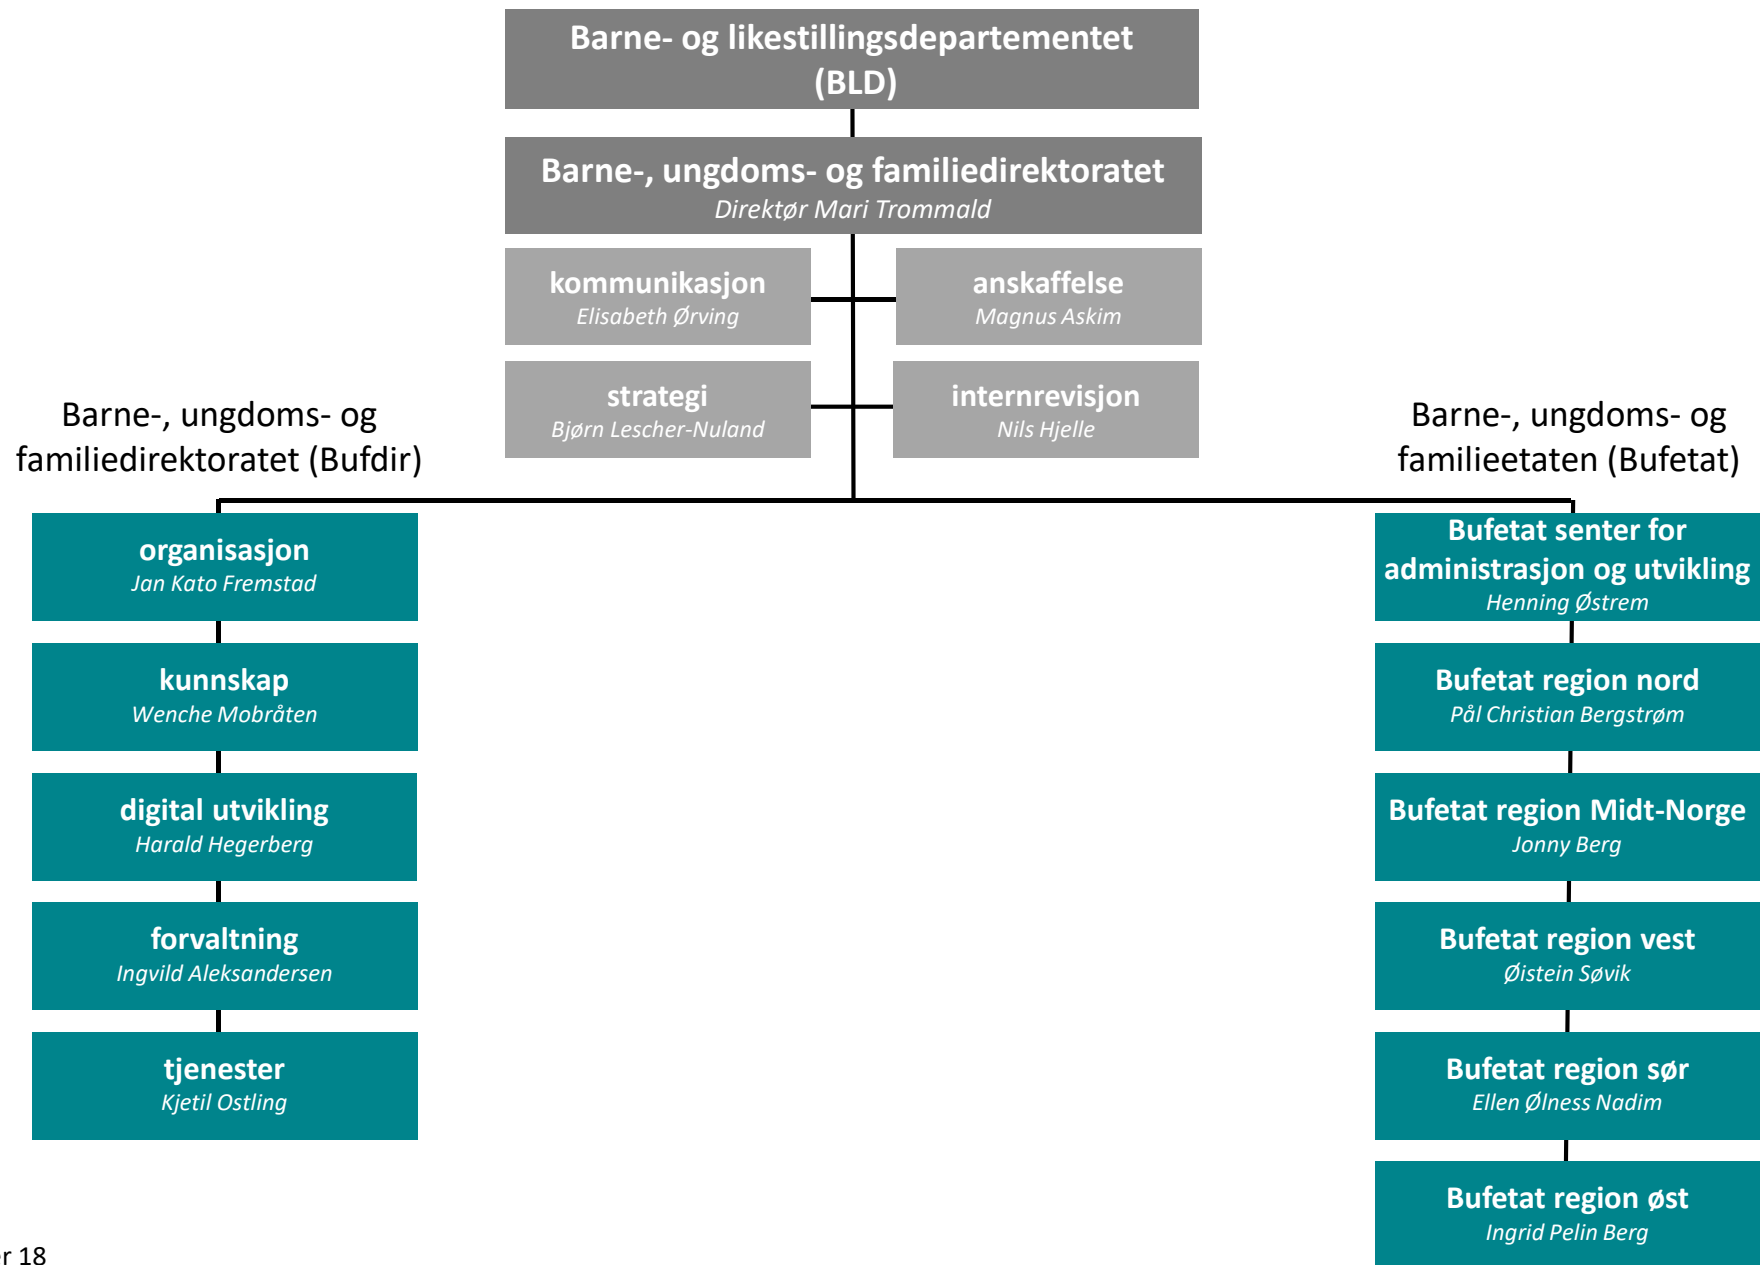 Barne- og likestillingsdepartementet
(BLD)
Barne-, ungdoms- og familiedirektoratet
Direktør Mari Trommald
kommunikasjon
Elisabeth Ørving
anskaffelse
Magnus Askim
strategi
Bjørn Lescher-Nuland
internrevisjon
Nils Hjelle
Barne-, ungdoms- og
familiedirektoratet (Bufdir)
organisasjon
Jan Kato Fremstad
kunnskap
Wenche Mobråten
digital utvikling
Harald Hegerberg
forvaltning
Ingvild Aleksandersen
tjenester
Kjetil Ostling
Barne-, ungdoms- og
familieetaten (Bufetat)
Bufetat senter for
administrasjon og utvikling
Henning Østrem
Bufetat region nord
Pål Christian Bergstrøm
Bufetat region Midt-Norge
Jonny Berg
Bufetat region vest
Øistein Søvik
Bufetat region sør
Ellen Ølness Nadim
Bufetat region øst
Ingrid Pelin Berg
18